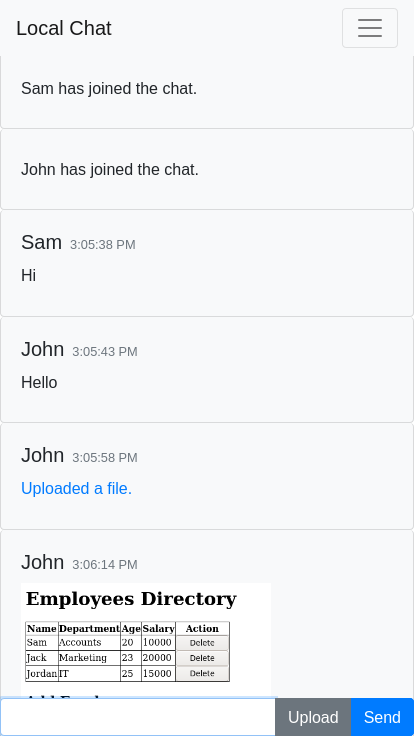 Local Chat
Sam has joined the chat.
John has joined the chat.
Sam 3:05:38 PM
Hi
John 3:05:43 PM
Hello
John 3:05:58 PM
Uploaded a file.
John 3:06:14 PM
Employees Directory
Name Department Age Salary Action
Sam Accounts 20 10000 Delete
Jack Marketing 23 20000 Delete
Jordan IT 25 15000 Delete
Upload Send